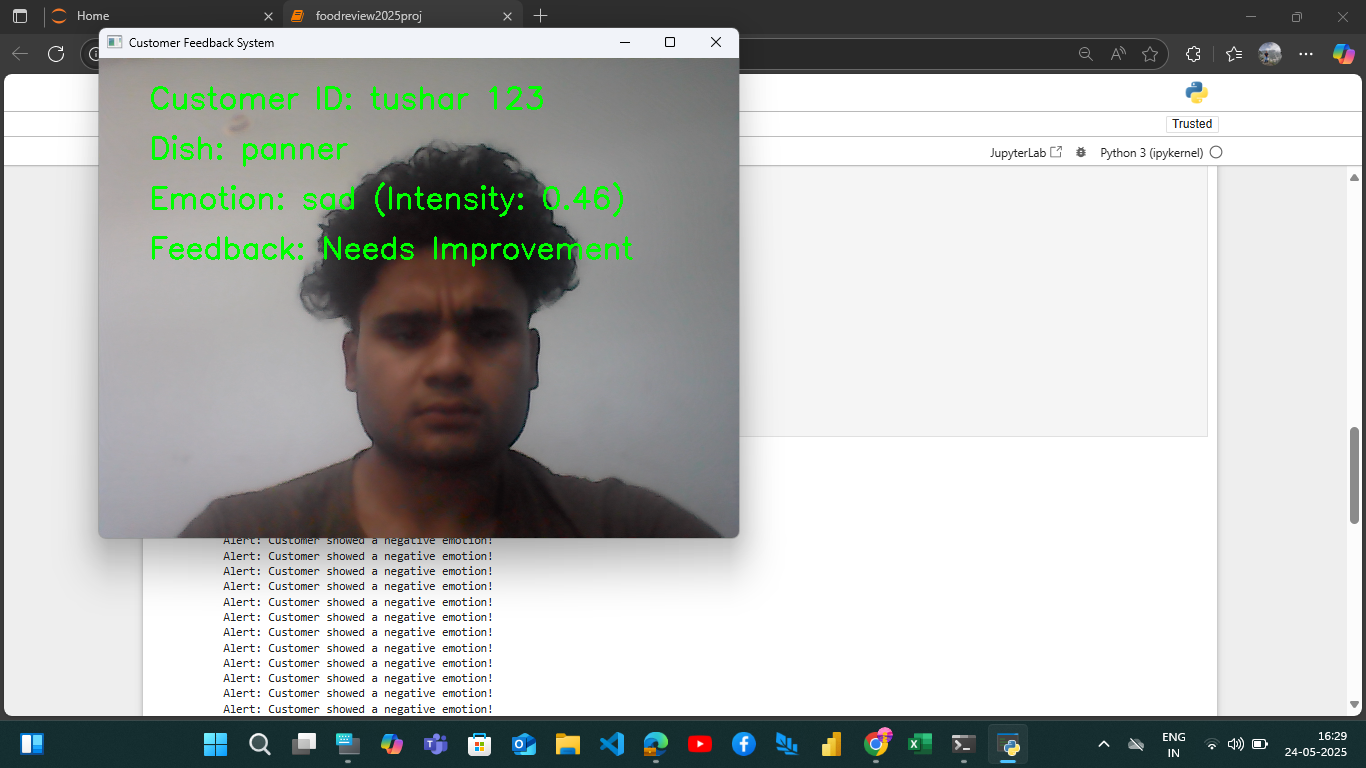 Home
foodreview2025proj
Customer Feedback System
Customer ID: tushar 123
Dish: panner
Emotion: sad (Intensity: 0.46)
Feedback: Needs Improvement
Trusted
JupyterLab
Python 3 (ipykernel)
Alert: Customer showed a negative emotion!
Alert: Customer showed a negative emotion!
Alert: Customer showed a negative emotion!
Alert: Customer showed a negative emotion!
Alert: Customer showed a negative emotion!
Alert: Customer showed a negative emotion!
Alert: Customer showed a negative emotion!
Alert: Customer showed a negative emotion!
Alert: Customer showed a negative emotion!
Alert: Customer showed a negative emotion!
Alert: Customer showed a negative emotion!
Alert: Customer showed a negative emotion!
ENG
IN
16:29
24-05-2025